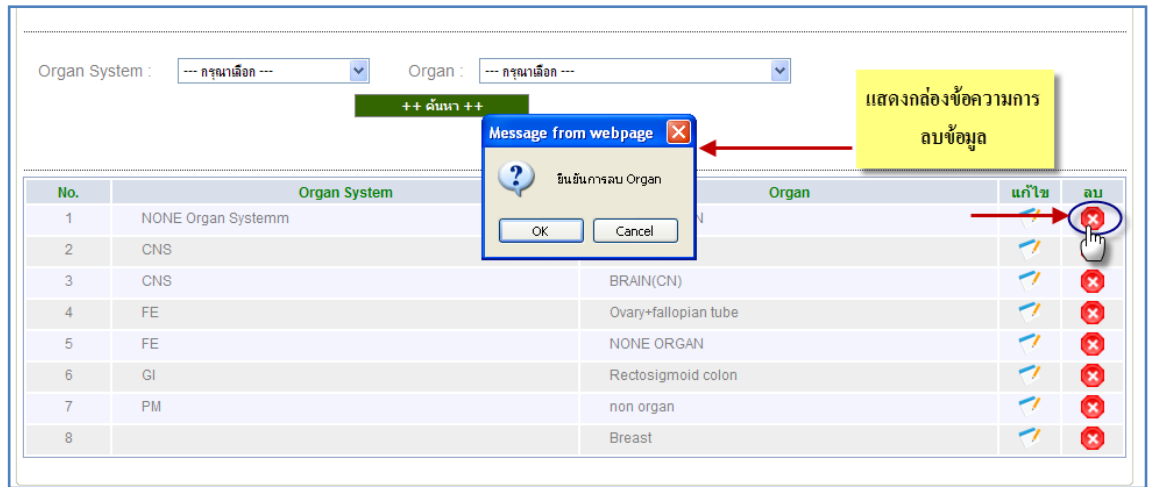 Organ System : --- กรุณาเลือก --- Organ : --- กรุณาเลือก ---
++ ค้นหา ++
แสดงกล่องข้อความการ
ลบข้อมูล
Message from webpage
ยืนยันการลบ Organ
OK Cancel
No. Organ System Organ แก้ไข ลบ
1 NONE Organ Systemm
2 CNS
3 CNS BRAIN(CN)
4 FE Ovary+fallopian tube
5 FE NONE ORGAN
6 GI Rectosigmoid colon
7 PM non organ
8 Breast